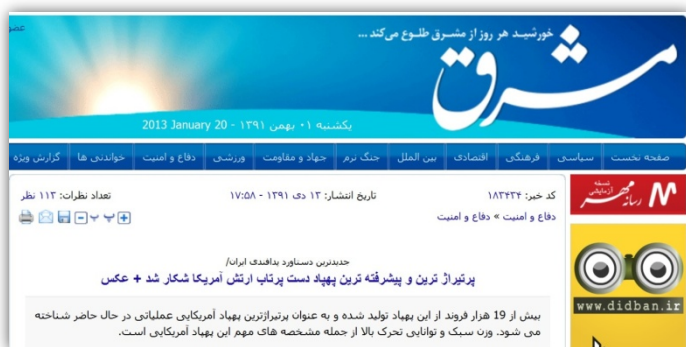 عضو
خورشید هر روز از مشرق طلوع می‌کند ...
مشرق
یکشنبه ۰۱ بهمن ۱۳۹۱ - 20 January 2013
صفحه نخست سیاسی فرهنگی اقتصادی بین الملل جنگ نرم جهاد و مقاومت ورزشی دفاع و امنیت خواندنی ها گزارش ویژه
نسخه آزمایشی
رسانه مهر
کد خبر: ۱۸۳۴۳۴ تاریخ انتشار: ۱۳ دی ۱۳۹۱ - ۱۷:۵۸ تعداد نظرات: ۱۱۳ نظر
دفاع و امنیت » دفاع و امنیت
جدیدترین دستاورد پدافندی ایران/
پرتیراژ ترین و پیشرفته ترین پهپاد دست پرتاب ارتش آمریکا شکار شد + عکس
بیش از 19 هزار فروند از این پهپاد تولید شده و به عنوان پرتیراژترین پهپاد آمریکایی عملیاتی در حال حاضر شناخته
می شود. وزن سبک و توانایی تحرک بالا از جمله مشخصه های مهم این پهپاد آمریکایی است.
www.didban.ir